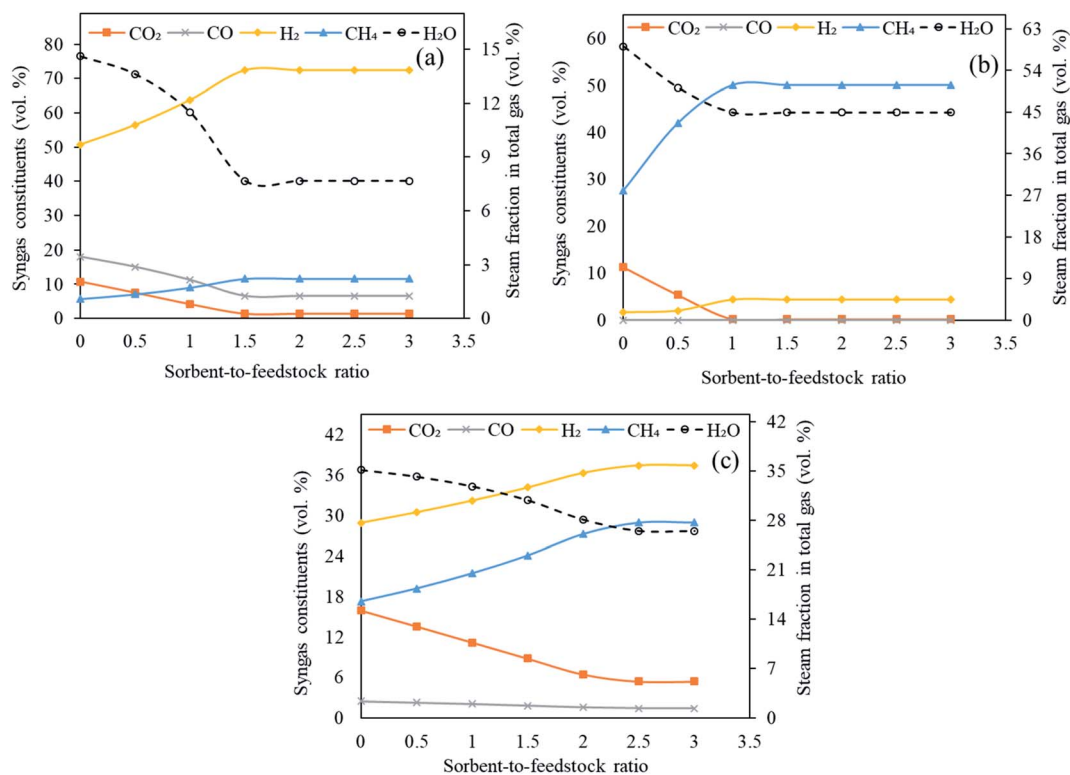 CO₂ CO H₂ CH₄ H₂O
(a)
Syngas constituents (vol. %)
80
70
60
50
40
30
20
10
0
15
12
9
6
3
0
Steam fraction in total gas (vol. %)
0 0.5 1 1.5 2 2.5 3 3.5
Sorbent-to-feedstock ratio
CO₂ CO H₂ CH₄ H₂O
(b)
Syngas constituents (vol. %)
60
50
40
30
20
10
0
63
54
45
36
27
18
9
0
Steam fraction in total gas (vol. %)
0 0.5 1 1.5 2 2.5 3 3.5
Sorbent-to-feedstock ratio
CO₂ CO H₂ CH₄ H₂O
(c)
Syngas constituents (vol. %)
42
36
30
24
18
12
6
0
42
35
28
21
14
7
0
Steam fraction in total gas (vol. %)
0 0.5 1 1.5 2 2.5 3 3.5
Sorbent-to-feedstock ratio